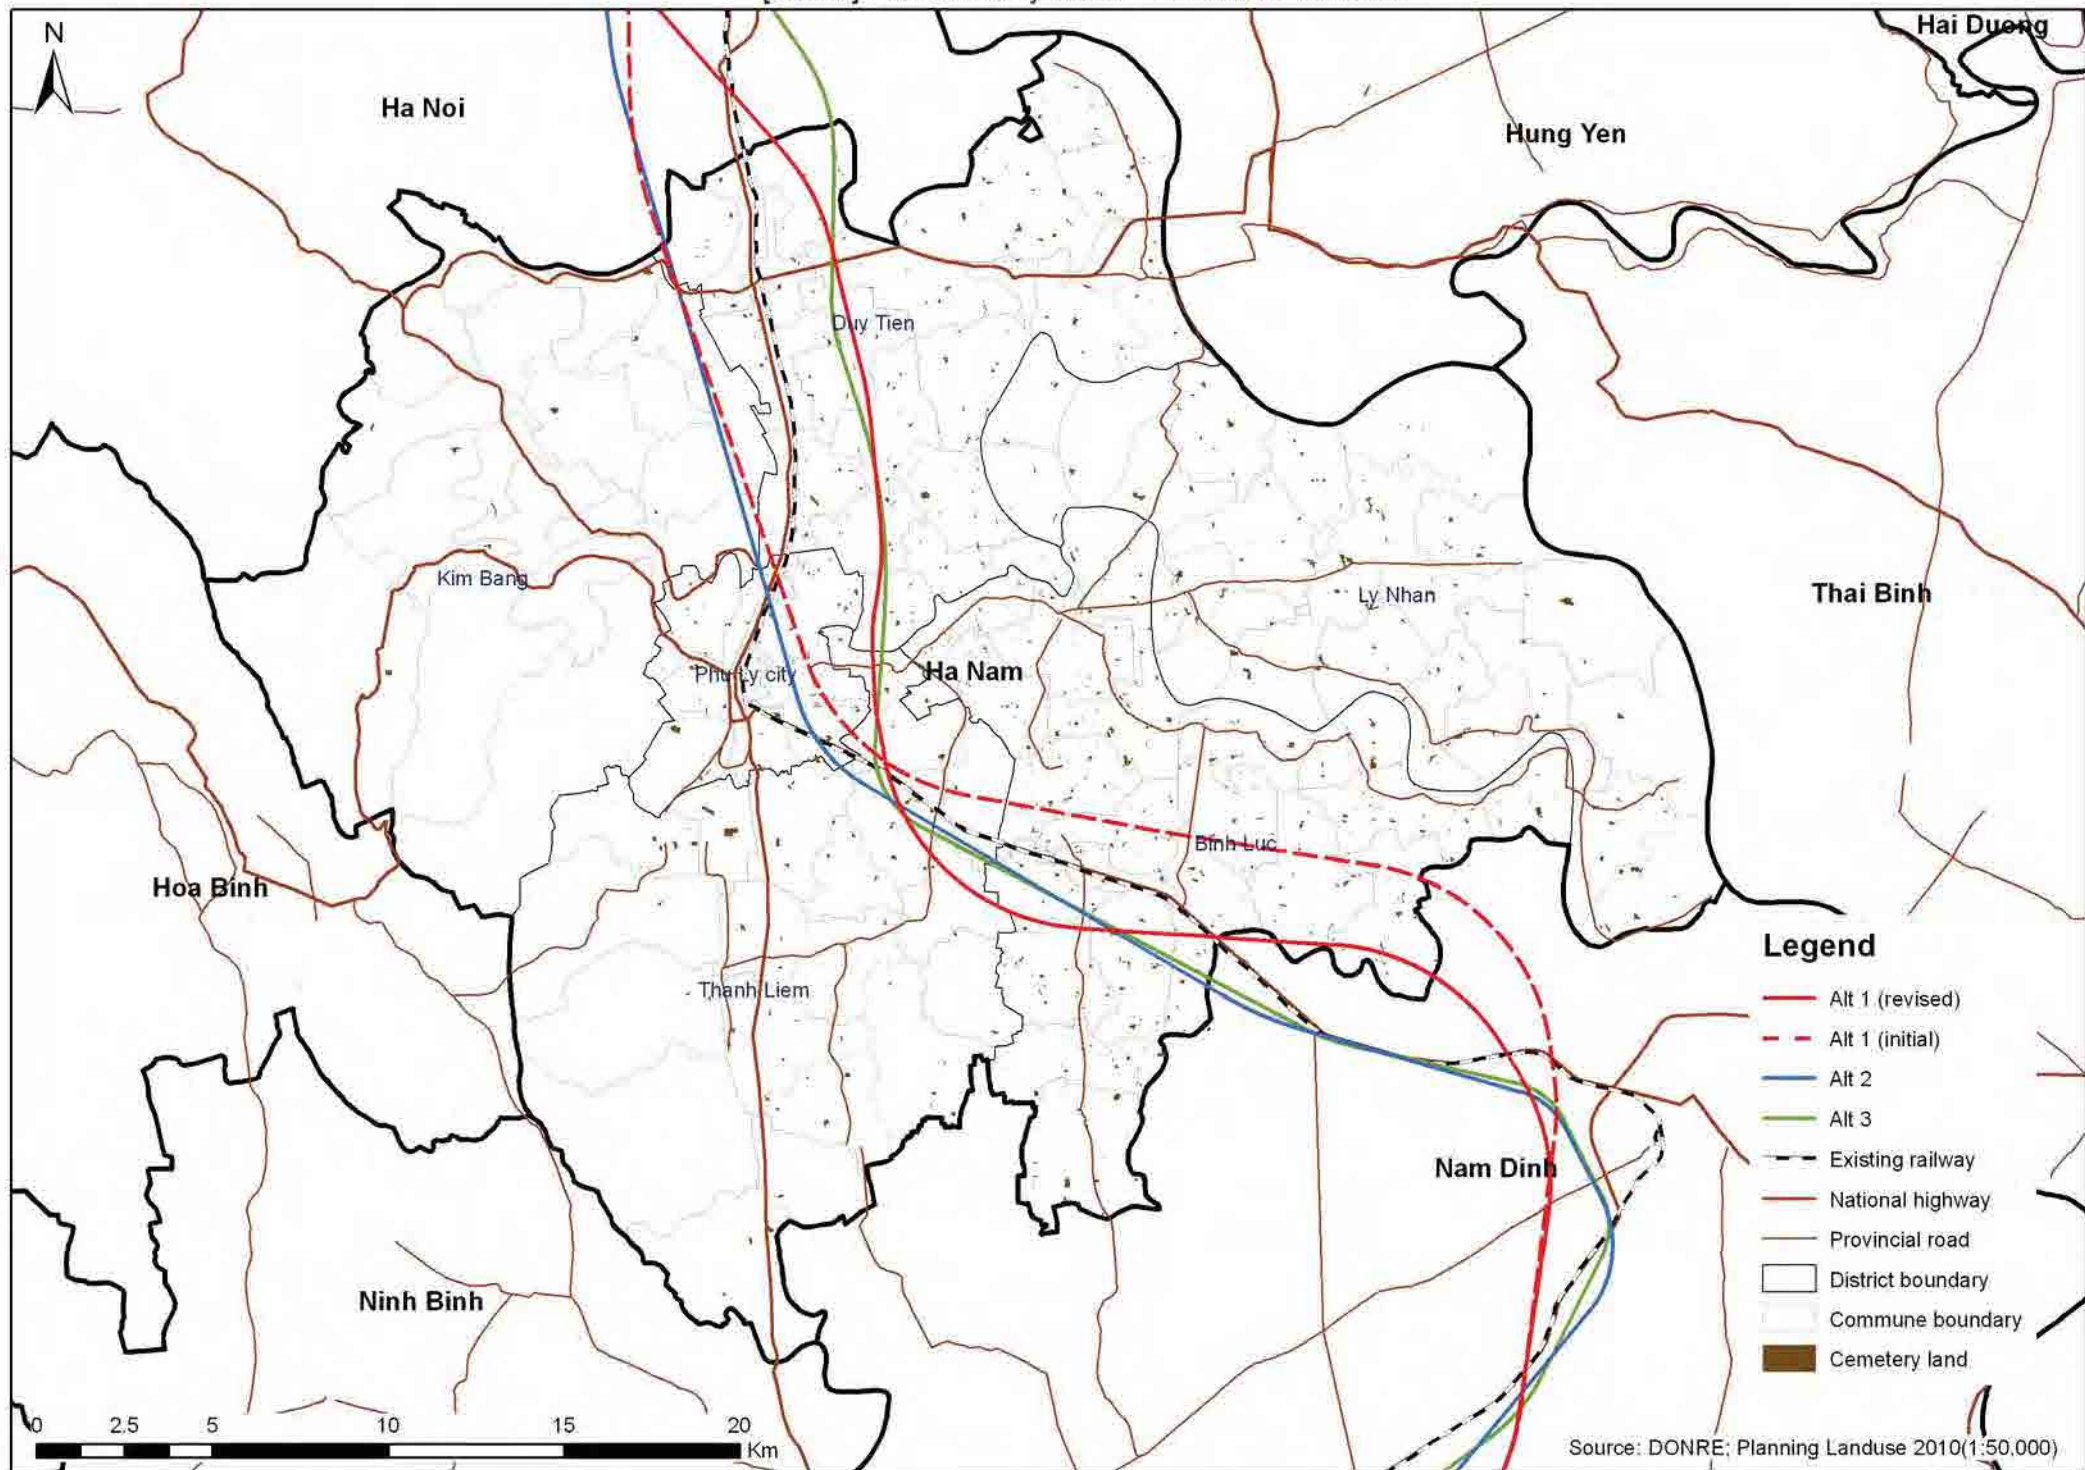 N
Hai Duong
Ha Noi
Hung Yen
Duy Tien
Kim Bang
Ly Nhan
Thai Binh
Phu Ly city
Ha Nam
Binh Luc
Hoa Binh
Thanh Liem
Nam Dinh
Ninh Binh
Legend
Alt 1 (revised)
Alt 1 (initial)
Alt 2
Alt 3
Existing railway
National highway
Provincial road
District boundary
Commune boundary
Cemetery land
0 2.5 5 10 15 20
Km
Source: DONRE; Planning Landuse 2010(1:50,000)